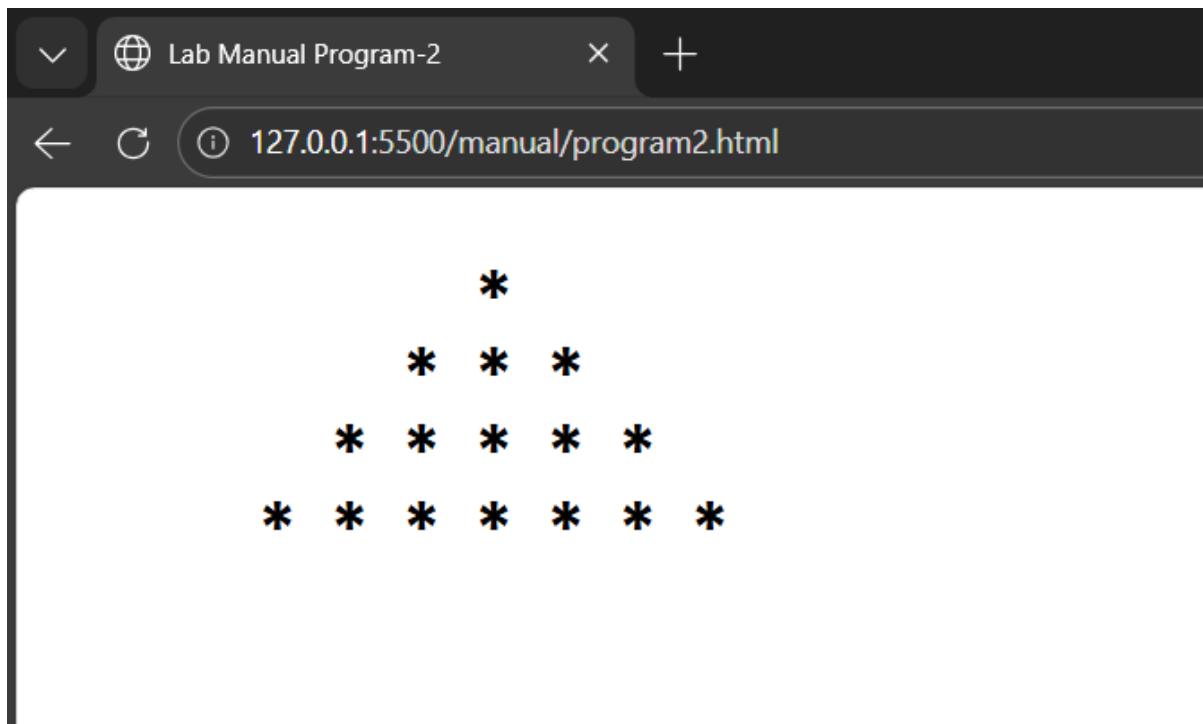 Lab Manual Program-2
127.0.0.1:5500/manual/program2.html
*
* * *
* * * * *
* * * * * * *